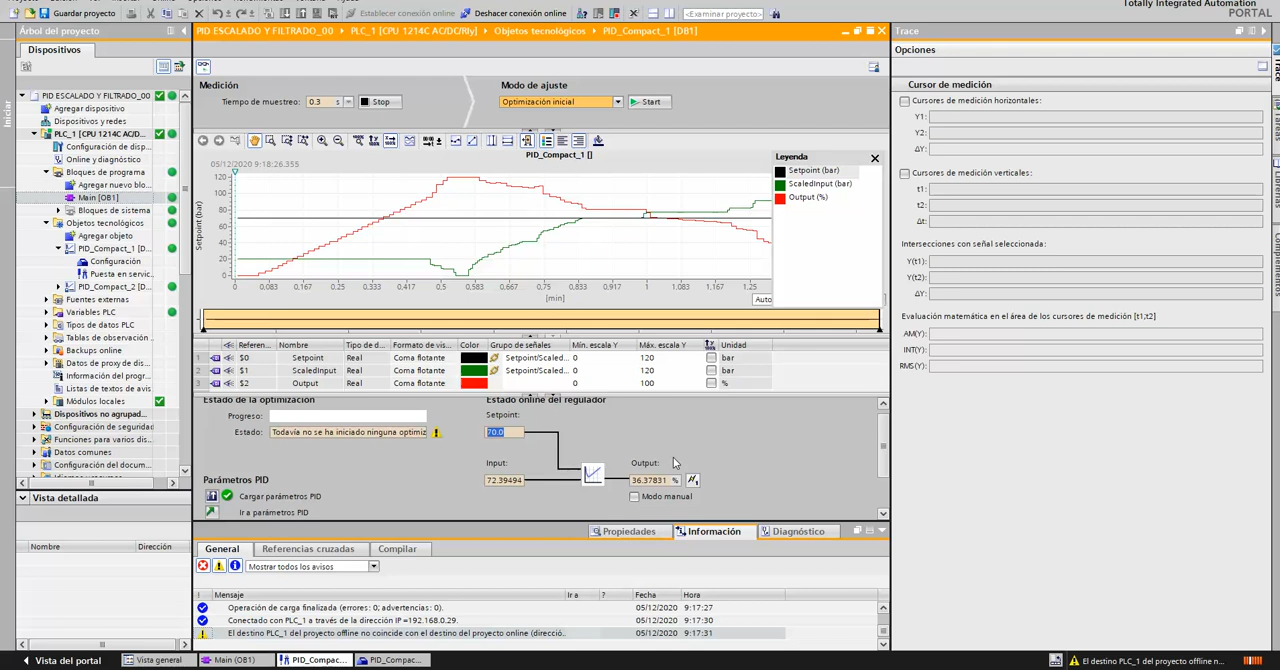 Totally Integrated Automation
PORTAL
Guardar proyecto
Establecer conexión online
Deshacer conexión online
<Examinar proyecto>
Árbol del proyecto
PID ESCALADO Y FILTRADO_00
PLC_1 [CPU 1214C AC/DC/Rly]
Objetos tecnológicos
PID_Compact_1 [DB1]
Trace
Iniciar
Dispositivos
PID ESCALADO Y FILTRADO_00
Agregar dispositivo
Dispositivos y redes
PLC_1 [CPU 1214C AC/D...
Configuración de disp...
Online y diagnóstico
Bloques de programa
Agregar nuevo blo...
Main [OB1]
Bloques de sistema
Objetos tecnológicos
Agregar objeto
PID_Compact_1 [D...
Configuración
Puesta en servic...
PID_Compact_2 [D...
Fuentes externas
Variables PLC
Tipos de datos PLC
Tablas de observación ...
Backups online
Datos de proxy de dis...
Información del progr...
Listas de textos de avis
Módulos locales
Dispositivos no agrupad...
Configuración de seguridad
Funciones para varios dis...
Datos comunes
Configuración del docum...
Vista detallada
Nombre
Dirección
Medición
Tiempo de muestreo:
0.3
s
Stop
Modo de ajuste
Optimización inicial
Start
PID_Compact_1 []
05/12/2020 9:18:26.355
Setpoint (bar)
120
100
80
60
40
20
0
0
0,083
0,167
0,25
0,333
0,417
0,5
0,583
0,667
0,75
0,833
0,917
1
1,083
1,167
1,25
[min]
Auto
Leyenda
Setpoint (bar)
ScaledInput (bar)
Output (%)
Referen...
Nombre
Tipo de d...
Formato de vis...
Color
Grupo de señales
Mín. escala Y
Máx. escala Y
Unidad
1 $0 Setpoint Real Coma flotante Setpoint/Scaled... 0 120 bar
2 $1 ScaledInput Real Coma flotante Setpoint/Scaled... 0 120 bar
3 $2 Output Real Coma flotante 0 100 %
Estado de la optimización
Progreso:
Estado:
Todavía no se ha iniciado ninguna optimiz
Parámetros PID
Cargar parámetros PID
Ir a parámetros PID
Estado online del regulador
Setpoint:
70.0
Input:
72.39494
Output:
36.37831 %
Modo manual
Propiedades
Información
Diagnóstico
General
Referencias cruzadas
Compilar
Mostrar todos los avisos
!
Mensaje
Ir a
?
Fecha
Hora
Operación de carga finalizada (errores: 0; advertencias: 0). 05/12/2020 9:17:27
Conectado con PLC_1 a través de la dirección IP =192.168.0.29. 05/12/2020 9:17:30
El destino PLC_1 del proyecto offline no coincide con el destino del proyecto online (direcció.. 05/12/2020 9:17:31
Opciones
Cursor de medición
Cursores de medición horizontales:
Y1:
Y2:
ΔY:
Cursores de medición verticales:
t1:
t2:
Δt:
Intersecciones con señal seleccionada:
Y(t1):
Y(t2):
ΔY:
Evaluación matemática en el área de los cursores de medición [t1;t2]
AM(Y):
INT(Y):
RMS(Y):
Trace
Vista del portal
Vista general
Main (OB1)
PID_Compac...
PID_Compac...
El destino PLC_1 del proyecto offline n...